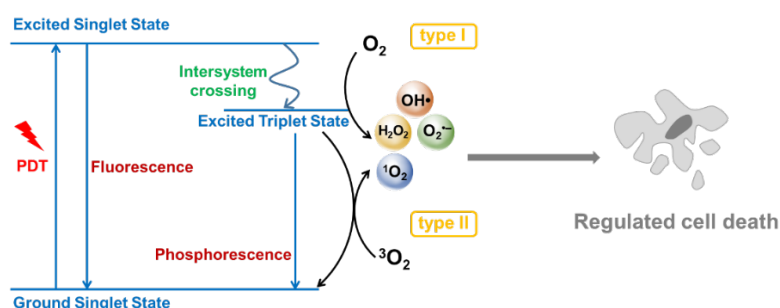 Excited Singlet State
O₂
type I
Intersystem
crossing
OH•
Excited Triplet State
H₂O₂
O₂•−
PDT
Fluorescence
¹O₂
Regulated cell death
type II
Phosphorescence
³O₂
Ground Singlet State